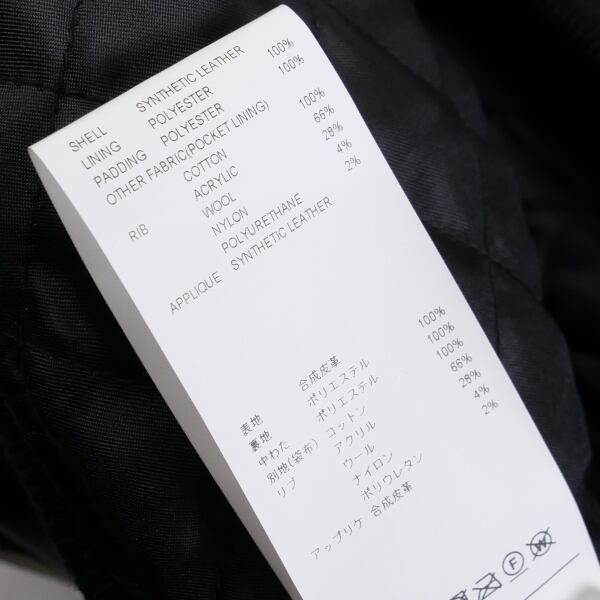 SHELL SYNTHETIC LEATHER
LINING POLYESTER 100%
PADDING POLYESTER 100%
OTHER FABRIC(POCKET LINING)
COTTON 100%
RIB ACRYLIC 66%
WOOL 28%
NYLON 4%
POLYURETHANE 2%
APPLIQUE SYNTHETIC LEATHER
表地 合成皮革
裏地 ポリエステル 100%
中わた ポリエステル 100%
別地(袋布) コットン 100%
リブ アクリル 66%
ウール 28%
ナイロン 4%
ポリウレタン 2%
アップリケ 合成皮革
F W